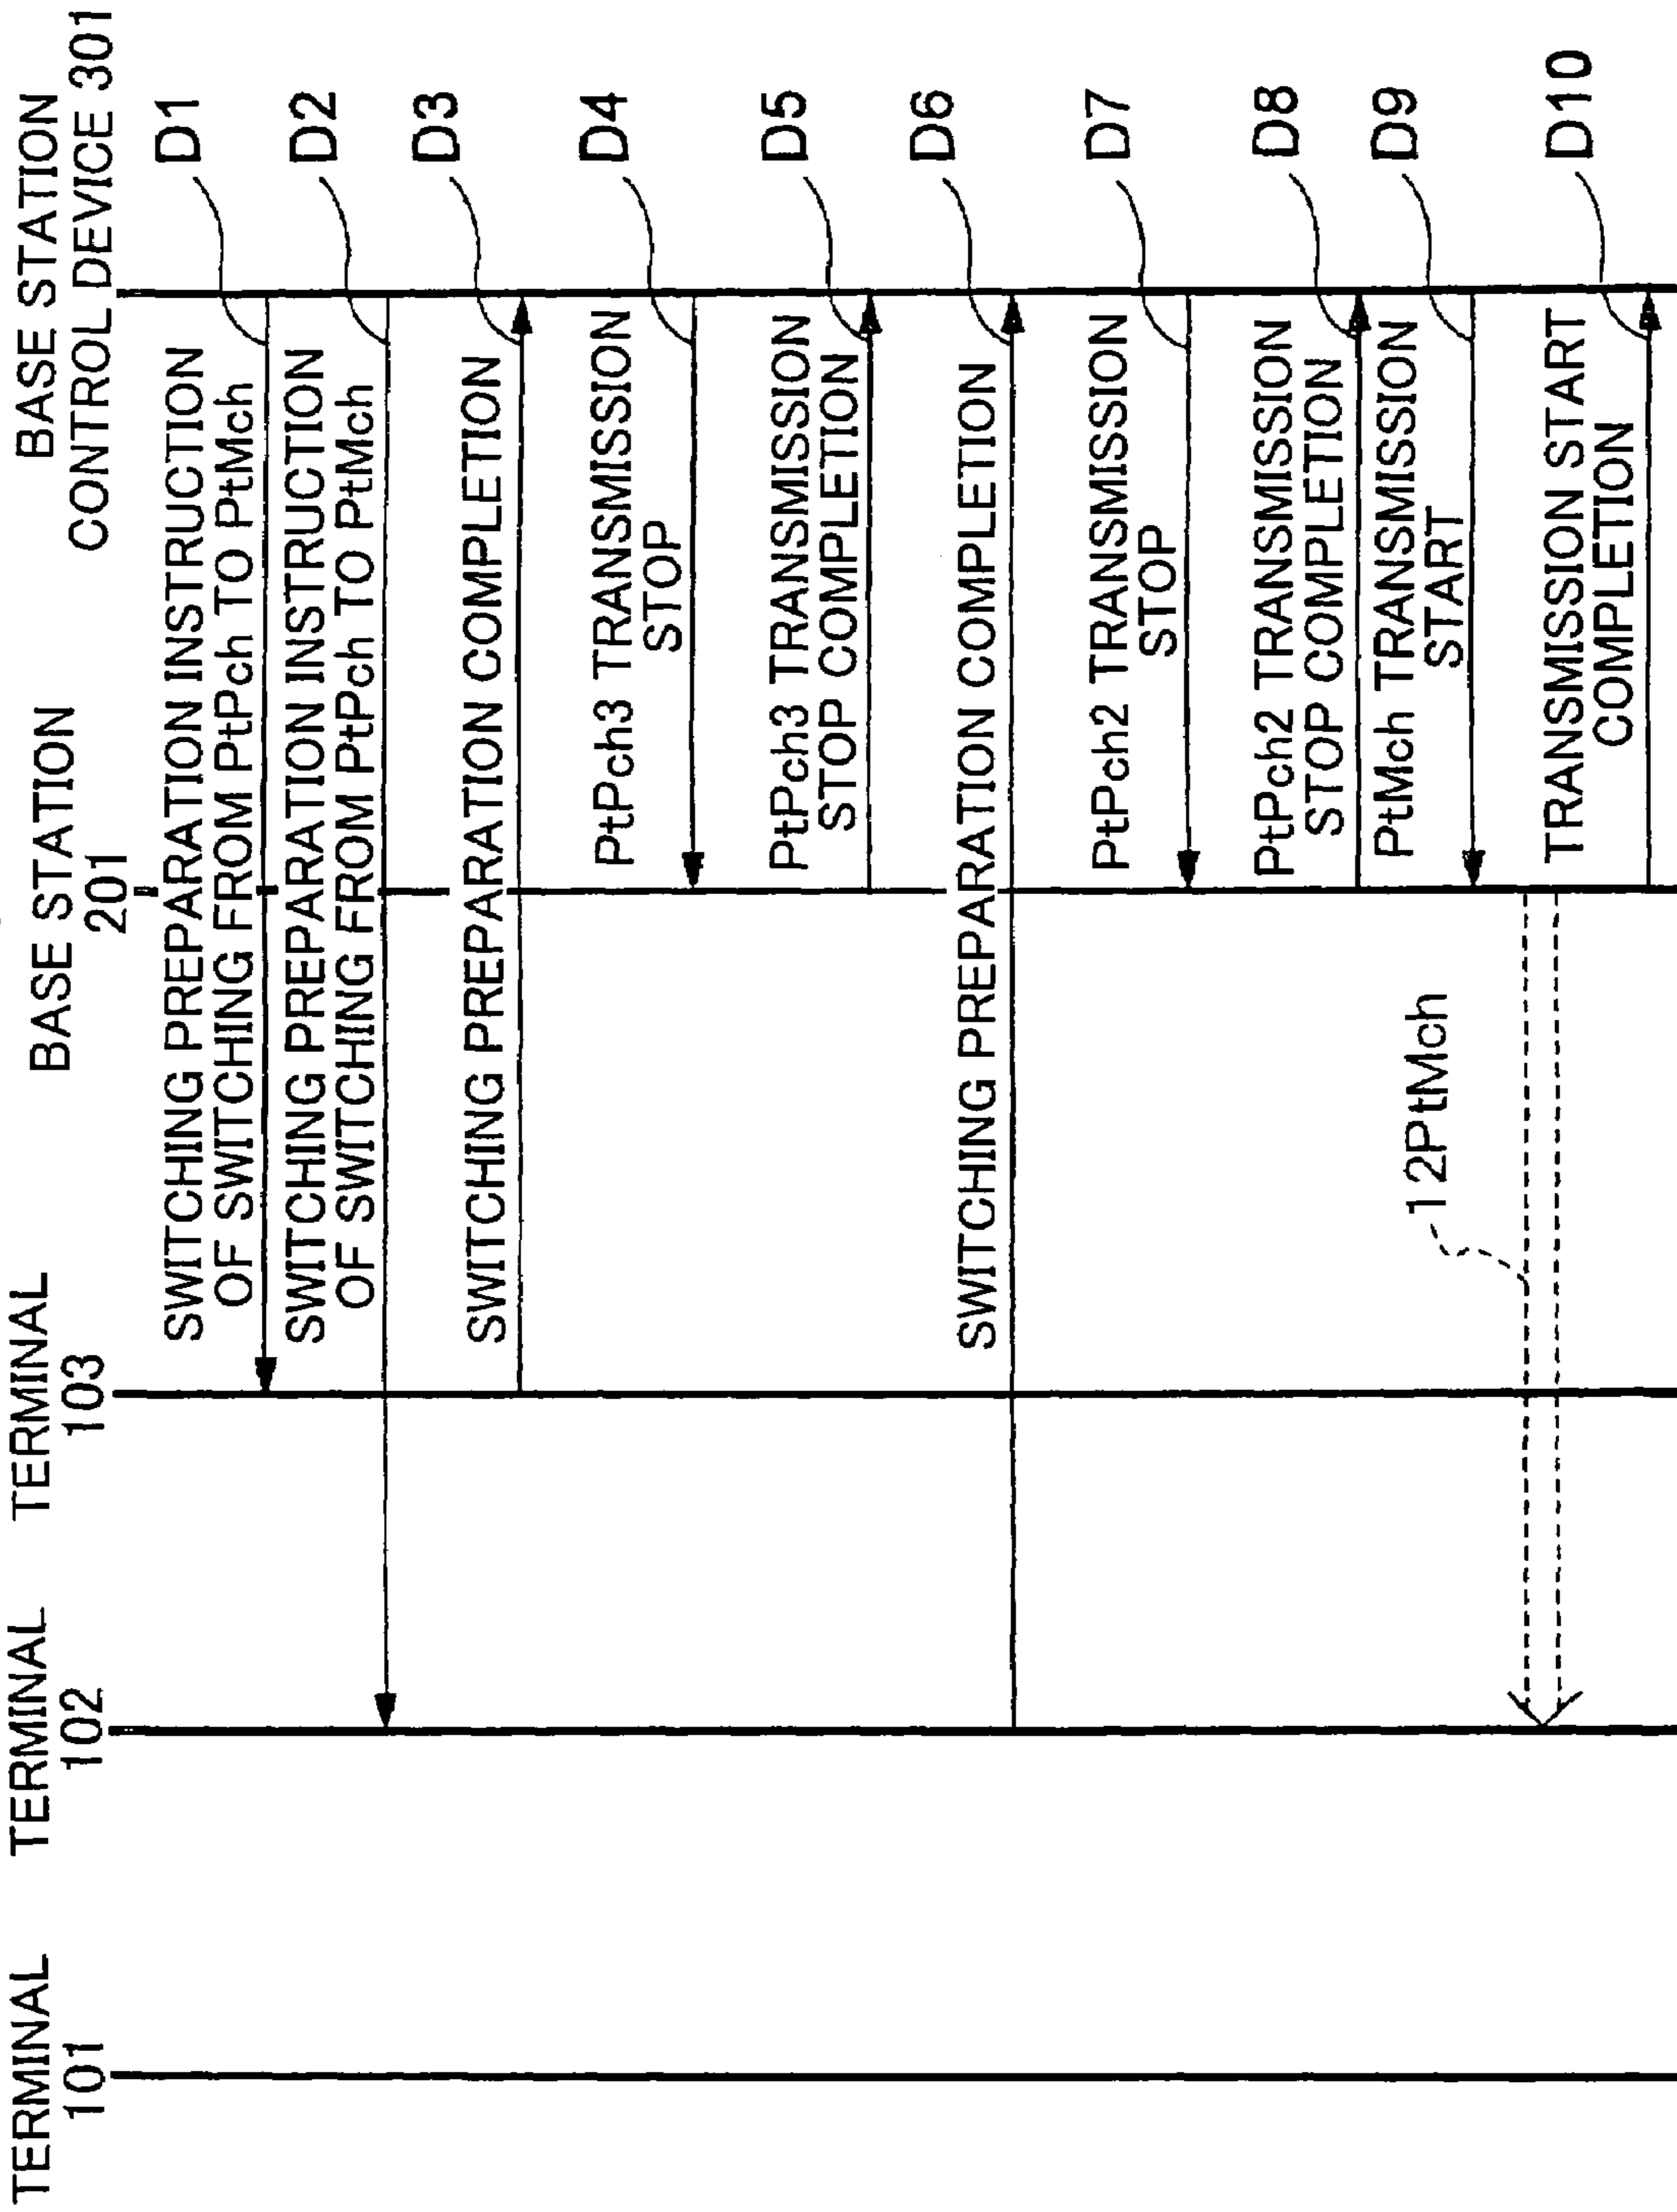 TERMINAL
101
TERMINAL
102
TERMINAL
103
BASE STATION
201
BASE STATION
CONTROL DEVICE 301
SWITCHING PREPARATION INSTRUCTION
OF SWITCHING FROM PtPch TO PtMch
D1
SWITCHING PREPARATION INSTRUCTION
OF SWITCHING FROM PtPch TO PtMch
D2
SWITCHING PREPARATION COMPLETION
D3
PtPch3 TRANSMISSION
STOP
D4
PtPch3 TRANSMISSION
STOP COMPLETION
D5
SWITCHING PREPARATION COMPLETION
D6
PtPch2 TRANSMISSION
STOP
D7
PtPch2 TRANSMISSION
STOP COMPLETION
D8
PtMch TRANSMISSION
START
D9
12PtMch
TRANSMISSION START
COMPLETION
D10